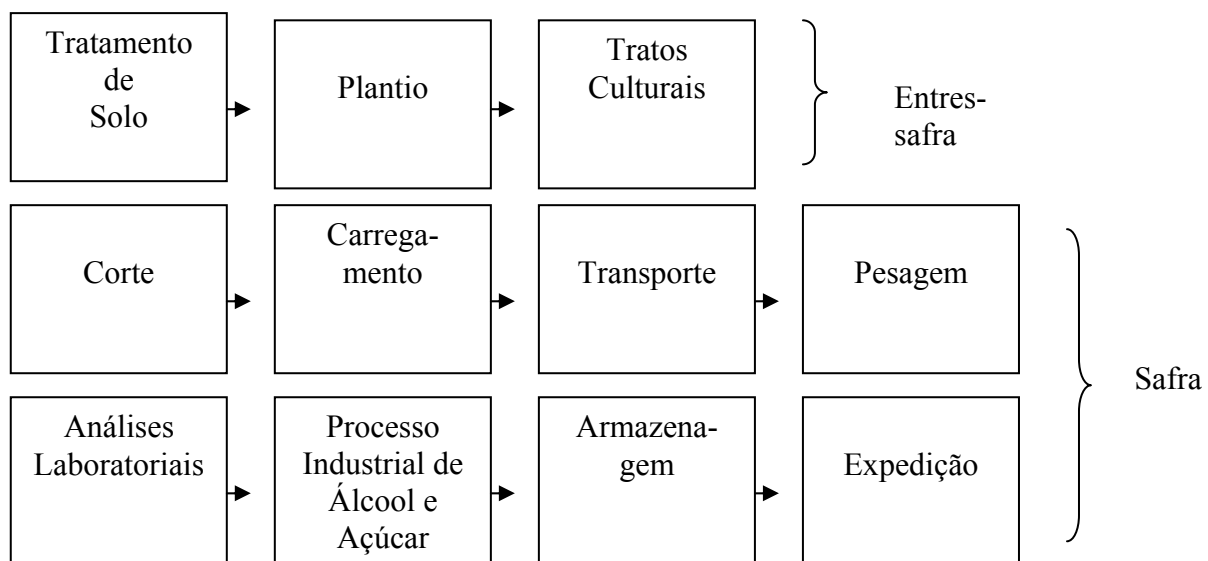 Tratamento
de
Solo
Plantio
Tratos
Culturais
Entres-
safra
Corte
Carrega-
mento
Transporte
Pesagem
Safra
Análises
Laboratoriais
Processo
Industrial de
Álcool e
Açúcar
Armazena-
gem
Expedição